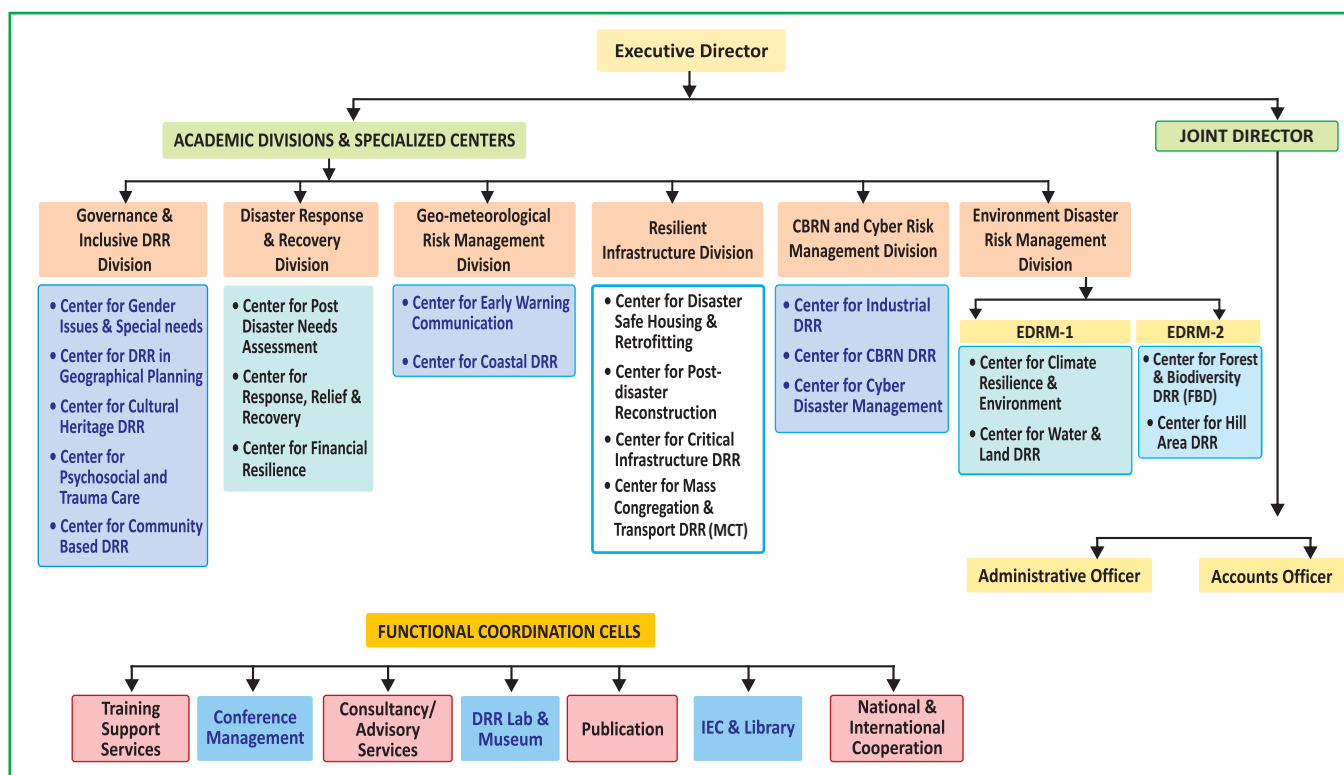 Executive Director
ACADEMIC DIVISIONS & SPECIALIZED CENTERS
JOINT DIRECTOR
Governance &
Inclusive DRR
Division
• Center for Gender
Issues & Special needs
• Center for DRR in
Geographical Planning
• Center for Cultural
Heritage DRR
• Center for
Psychosocial and
Trauma Care
• Center for Community
Based DRR
Disaster Response
& Recovery
Division
• Center for Post
Disaster Needs
Assessment
• Center for
Response, Relief &
Recovery
• Center for Financial
Resilience
Geo-meteorological
Risk Management
Division
• Center for Early Warning
Communication
• Center for Coastal DRR
Resilient
Infrastructure Division
• Center for Disaster
Safe Housing &
Retrofitting
• Center for Post-
disaster
Reconstruction
• Center for Critical
Infrastructure DRR
• Center for Mass
Congregation &
Transport DRR (MCT)
CBRN and Cyber Risk
Management Division
• Center for Industrial
DRR
• Center for CBRN DRR
• Center for Cyber
Disaster Management
Environment Disaster
Risk Management
Division
EDRM-1
• Center for Climate
Resilience &
Environment
• Center for Water &
Land DRR
EDRM-2
• Center for Forest
& Biodiversity
DRR (FBD)
• Center for Hill
Area DRR
Administrative Officer
Accounts Officer
FUNCTIONAL COORDINATION CELLS
Training
Support
Services
Conference
Management
Consultancy/
Advisory
Services
DRR Lab &
Museum
Publication
IEC & Library
National &
International
Cooperation